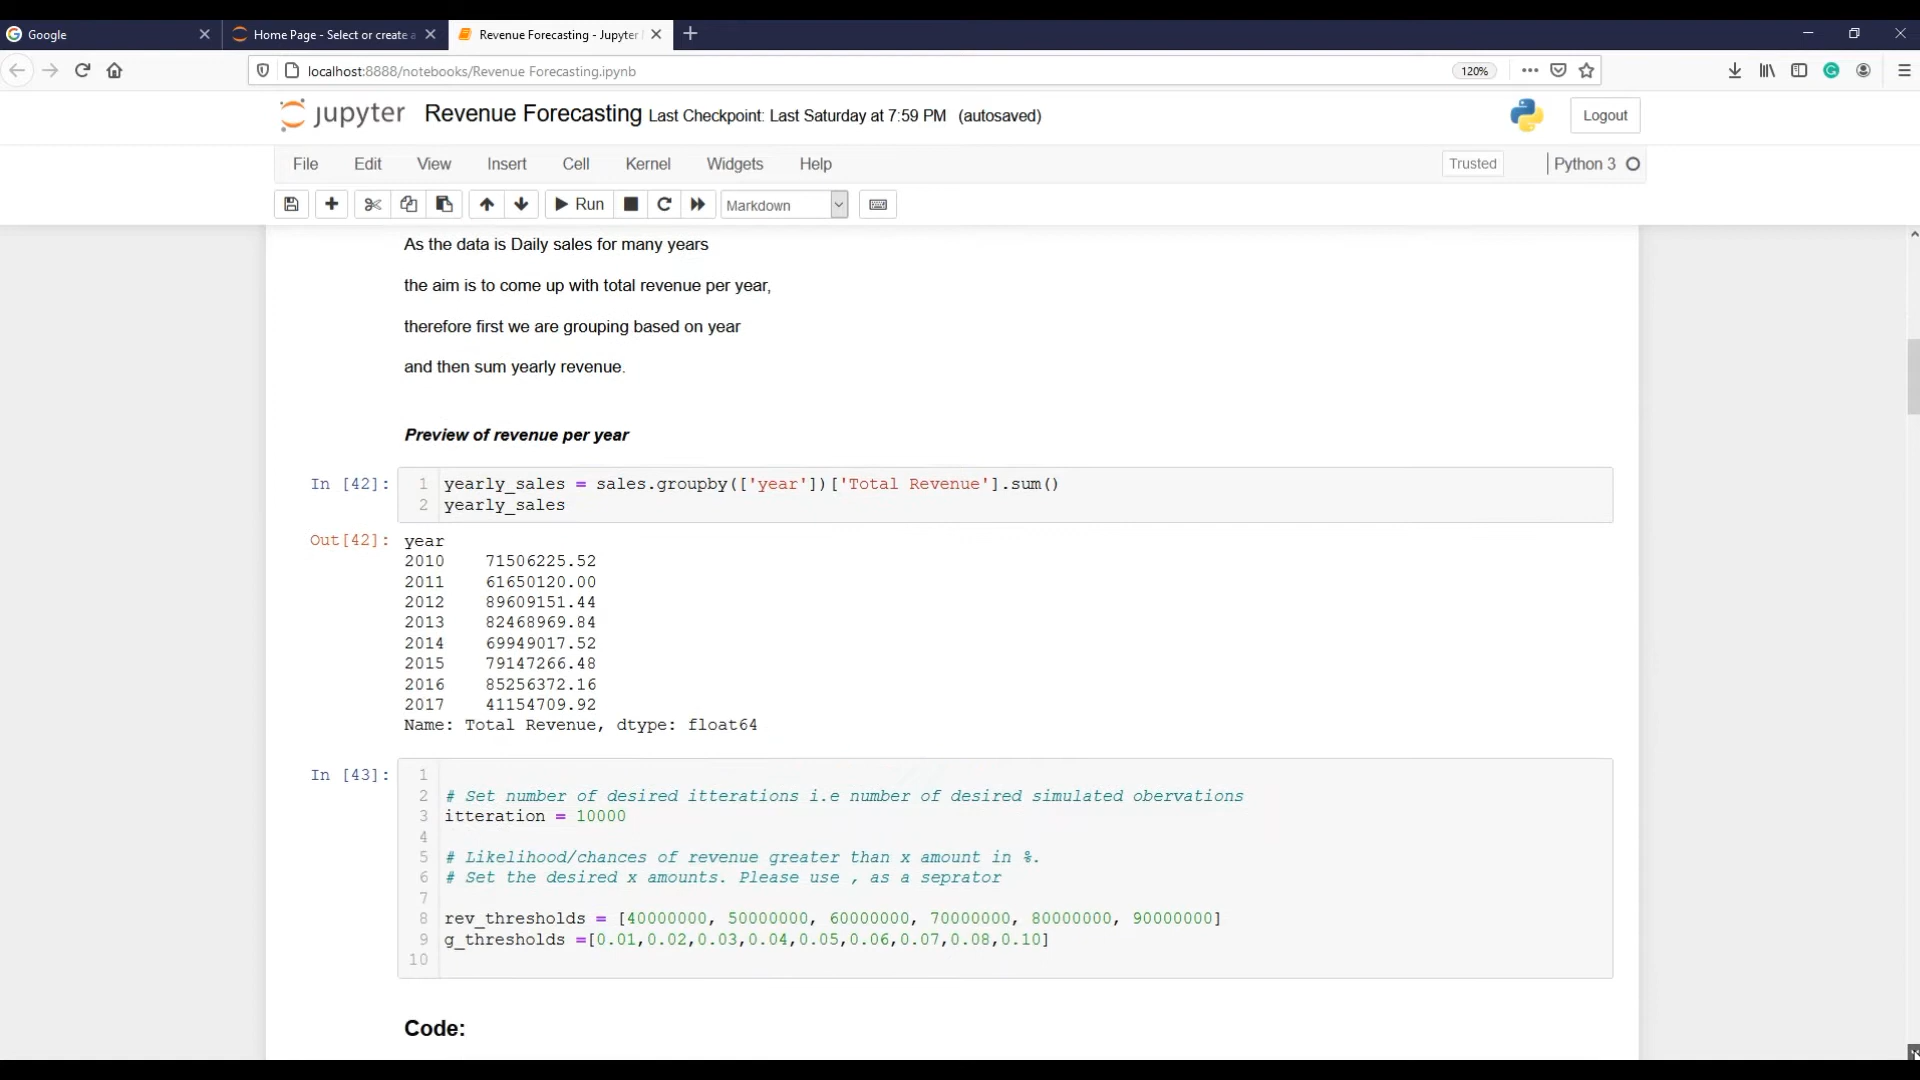 Google
Home Page - Select or create a
Revenue Forecasting - Jupyter
localhost:8888/notebooks/Revenue Forecasting.ipynb
120%
jupyter Revenue Forecasting Last Checkpoint: Last Saturday at 7:59 PM (autosaved)
Logout
File Edit View Insert Cell Kernel Widgets Help
Trusted
Python 3
Run
Markdown
As the data is Daily sales for many years
the aim is to come up with total revenue per year,
therefore first we are grouping based on year
and then sum yearly revenue.
Preview of revenue per year
In [42]:
1 yearly_sales = sales.groupby(['year'])['Total Revenue'].sum()
2 yearly_sales
Out[42]: year
2010 71506225.52
2011 61650120.00
2012 89609151.44
2013 82468969.84
2014 69949017.52
2015 79147266.48
2016 85256372.16
2017 41154709.92
Name: Total Revenue, dtype: float64
In [43]:
1
2 # Set number of desired itterations i.e number of desired simulated obervations
3 itteration = 10000
4
5 # Likelihood/chances of revenue greater than x amount in %.
6 # Set the desired x amounts. Please use , as a seprator
7
8 rev_thresholds = [40000000, 50000000, 60000000, 70000000, 80000000, 90000000]
9 g_thresholds =[0.01,0.02,0.03,0.04,0.05,0.06,0.07,0.08,0.10]
10
Code: